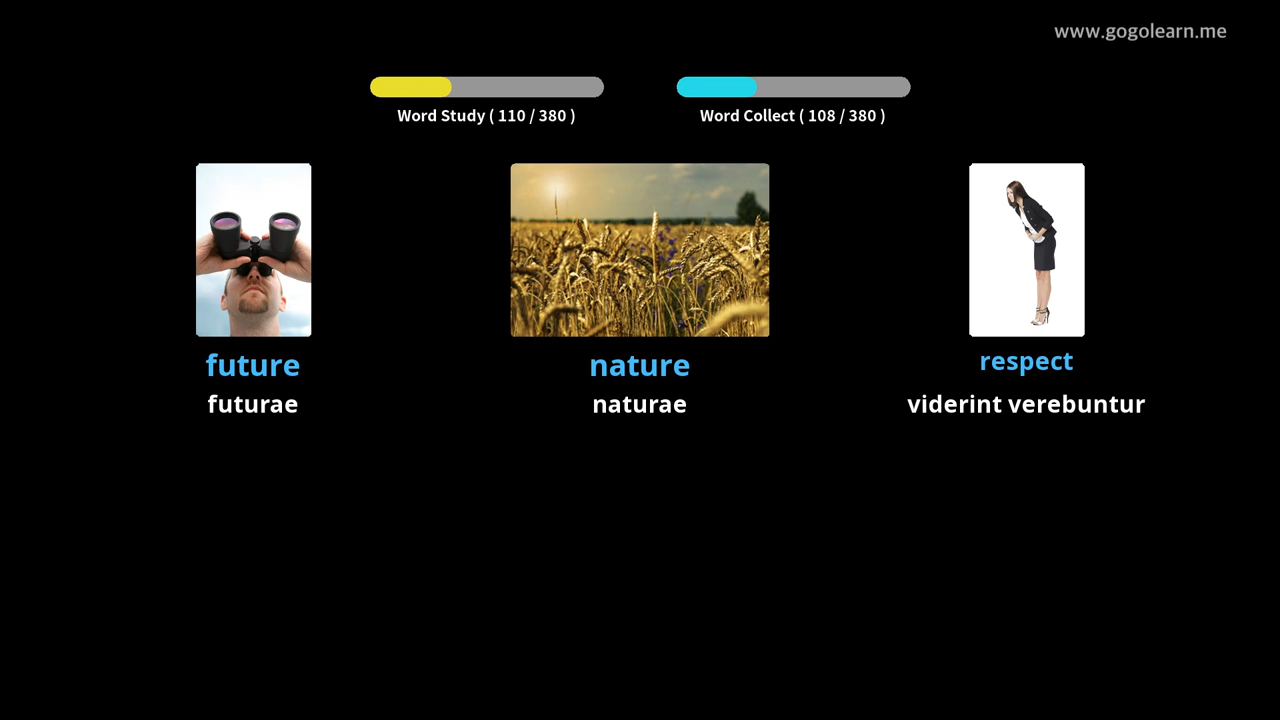 www.gogolearn.me
Word Study ( 110 / 380 )
Word Collect ( 108 / 380 )
future
nature
respect
futurae
naturae
viderint verebuntur